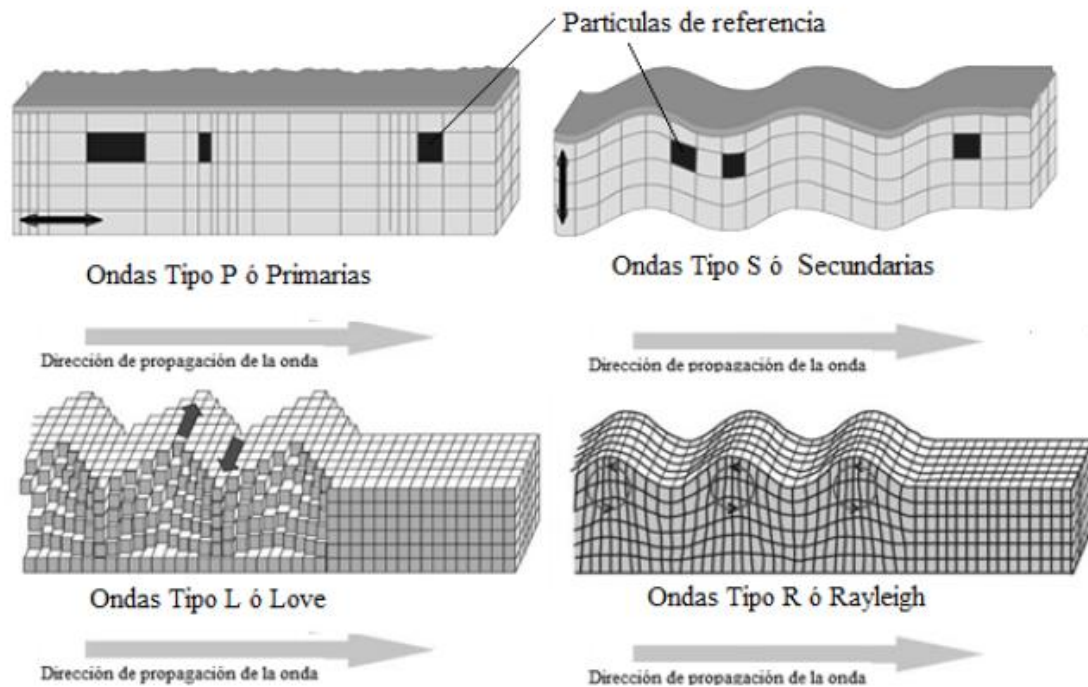 Particulas de referencia
Ondas Tipo P ó Primarias
Ondas Tipo S ó Secundarias
Dirección de propagación de la onda
Dirección de propagación de la onda
Ondas Tipo L ó Love
Ondas Tipo R ó Rayleigh
Dirección de propagación de la onda
Dirección de propagación de la onda